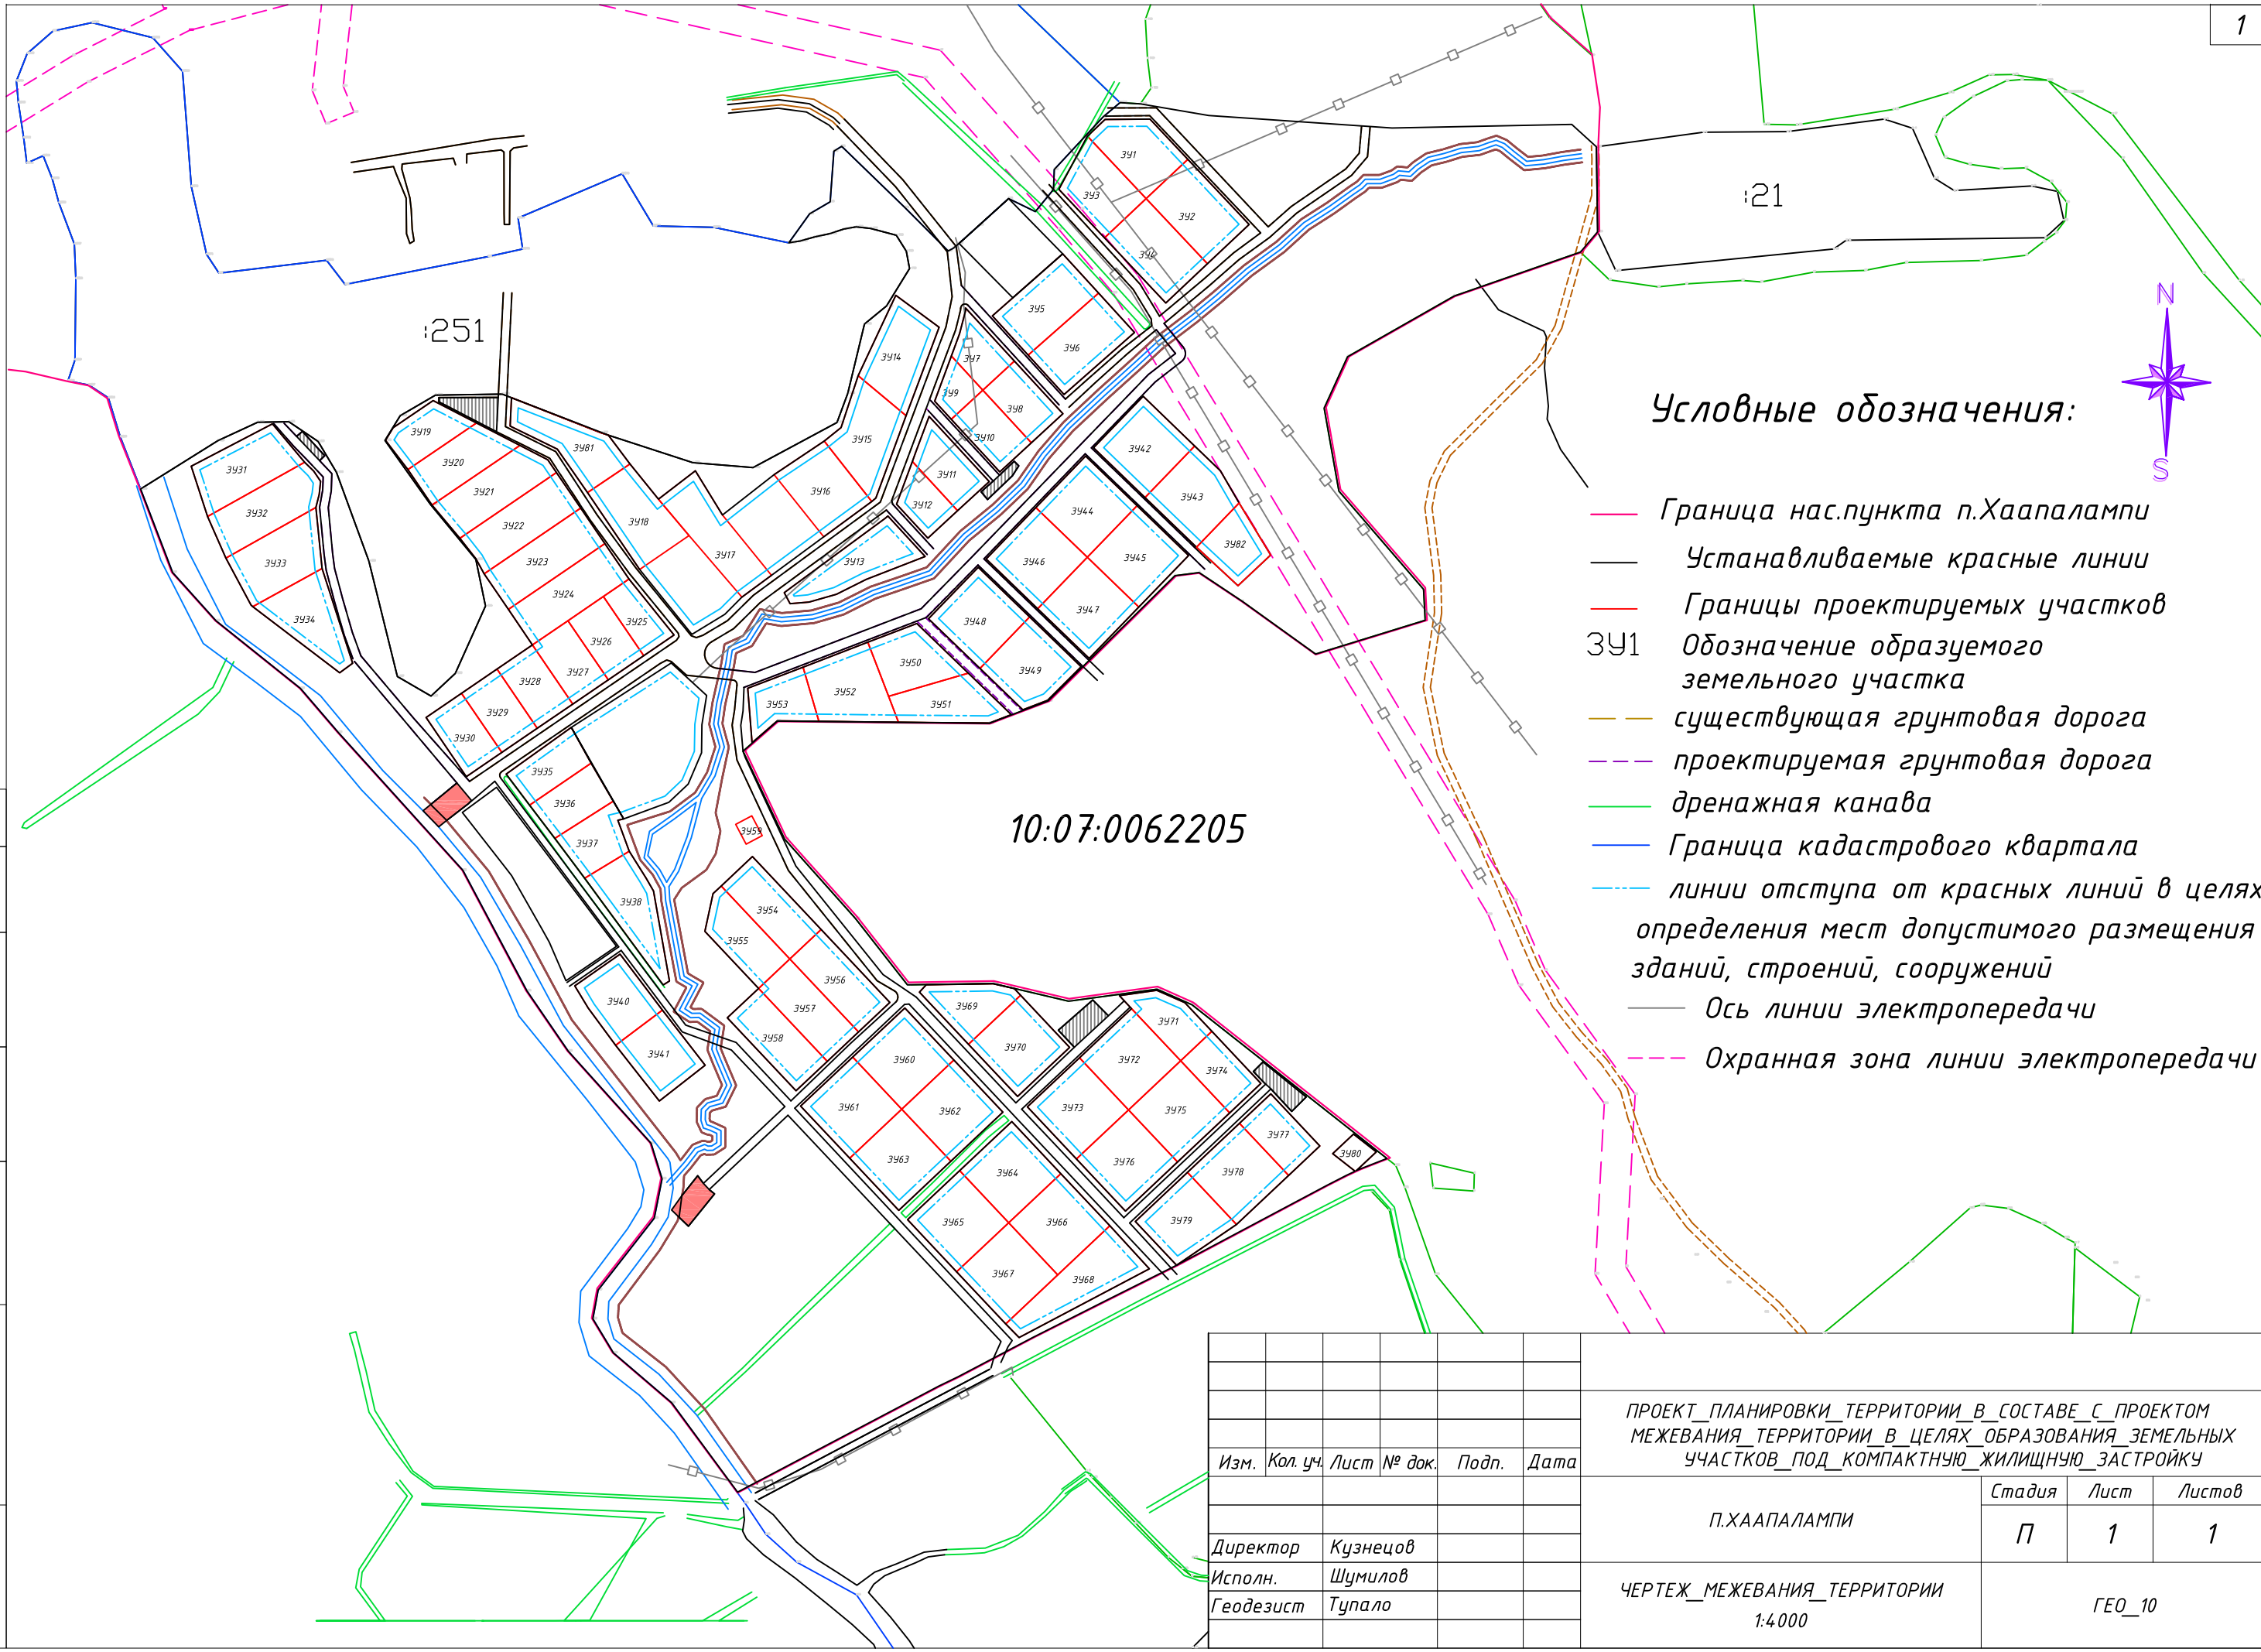 1
:21
:251
N
S
ЗУ1
ЗУ3
ЗУ2
ЗУ4
ЗУ5
ЗУ6
ЗУ7
ЗУ9
ЗУ8
ЗУ10
ЗУ11
ЗУ12
ЗУ13
ЗУ14
ЗУ15
ЗУ16
ЗУ17
ЗУ18
ЗУ81
ЗУ19
ЗУ20
ЗУ21
ЗУ22
ЗУ23
ЗУ24
ЗУ25
ЗУ26
ЗУ27
ЗУ28
ЗУ29
ЗУ30
ЗУ31
ЗУ32
ЗУ33
ЗУ34
ЗУ35
ЗУ36
ЗУ37
ЗУ38
ЗУ40
ЗУ41
ЗУ42
ЗУ43
ЗУ82
ЗУ44
ЗУ45
ЗУ46
ЗУ47
ЗУ48
ЗУ49
ЗУ50
ЗУ51
ЗУ52
ЗУ53
ЗУ59
ЗУ54
ЗУ55
ЗУ56
ЗУ57
ЗУ58
ЗУ60
ЗУ61
ЗУ62
ЗУ63
ЗУ64
ЗУ65
ЗУ66
ЗУ67
ЗУ68
ЗУ69
ЗУ70
ЗУ71
ЗУ72
ЗУ73
ЗУ74
ЗУ75
ЗУ76
ЗУ77
ЗУ78
ЗУ79
ЗУ80
10:07:0062205
Условные обозначения:
Граница нас.пункта п.Хаапалампи
Устанавливаемые красные линии
Границы проектируемых участков
ЗУ1 Обозначение образуемого
земельного участка
существующая грунтовая дорога
проектируемая грунтовая дорога
дренажная канава
Граница кадастрового квартала
линии отступа от красных линий в целях
определения мест допустимого размещения
зданий, строений, сооружений
Ось линии электропередачи
Охранная зона линии электропередачи
ПРОЕКТ_ПЛАНИРОВКИ_ТЕРРИТОРИИ_В_СОСТАВЕ_С_ПРОЕКТОМ
МЕЖЕВАНИЯ_ТЕРРИТОРИИ_В_ЦЕЛЯХ_ОБРАЗОВАНИЯ_ЗЕМЕЛЬНЫХ
УЧАСТКОВ_ПОД_КОМПАКТНУЮ_ЖИЛИЩНУЮ_ЗАСТРОЙКУ
Изм. Кол. уч. Лист № док. Подп. Дата
П.ХААПАЛАМПИ
Стадия Лист Листов
П 1 1
Директор Кузнецов
Исполн. Шумилов
Геодезист Тупало
ЧЕРТЕЖ_МЕЖЕВАНИЯ_ТЕРРИТОРИИ
1:4000
ГЕО_10